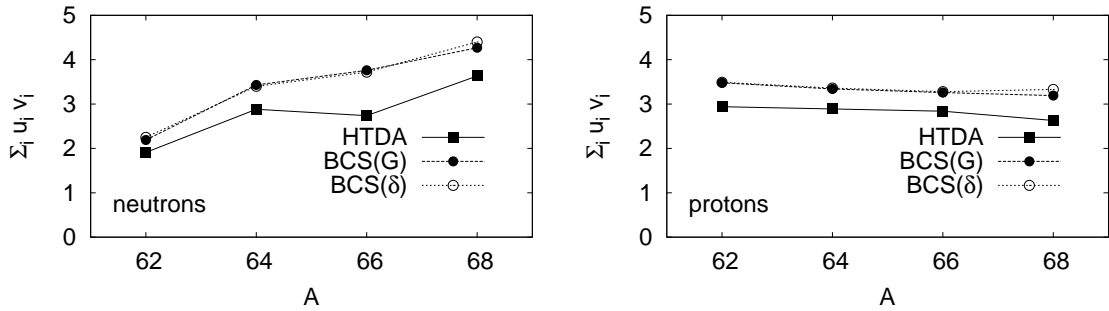 5
4
3
2
1
0
Σi ui vi
HTDA
BCS(G)
BCS(δ)
neutrons
62 64 66 68
A
5
4
3
2
1
0
Σi ui vi
HTDA
BCS(G)
BCS(δ)
protons
62 64 66 68
A